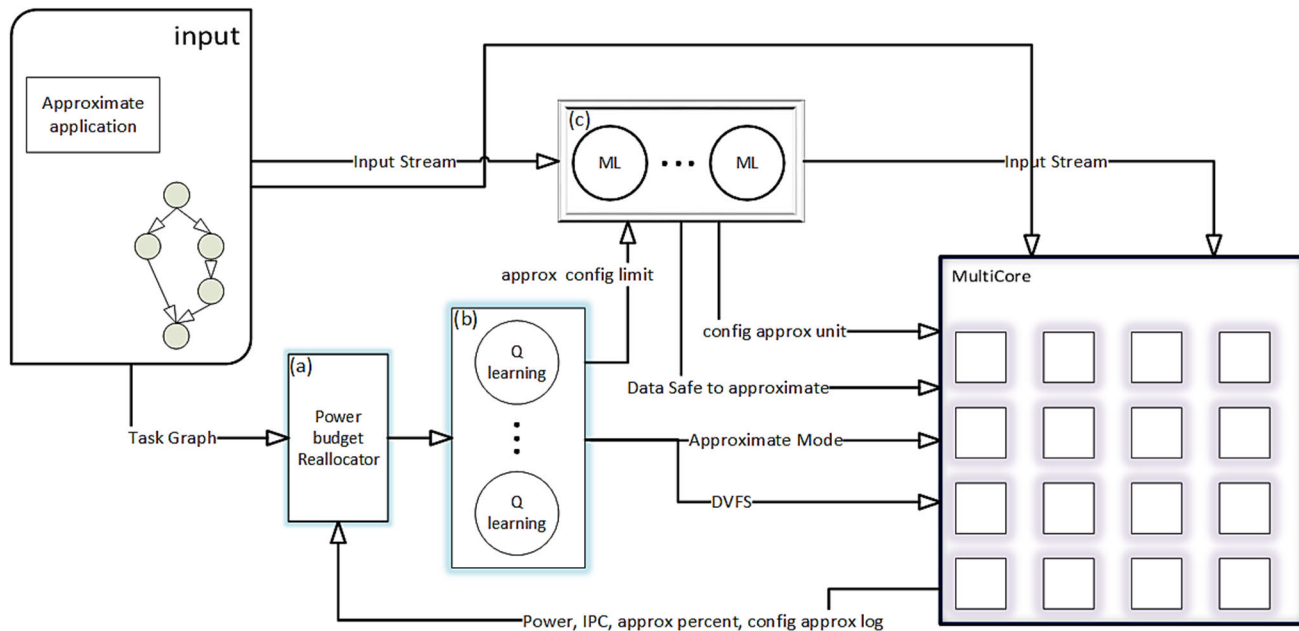 input
Approximate
application
(c)
ML
ML
Input Stream
Input Stream
approx config limit
MultiCore
(b)
config approx unit
(a)
Q
learning
Data Safe to approximate
Power
budget
Reallocator
Task Graph
Approximate Mode
DVFS
Q
learning
Power, IPC, approx percent, config approx log